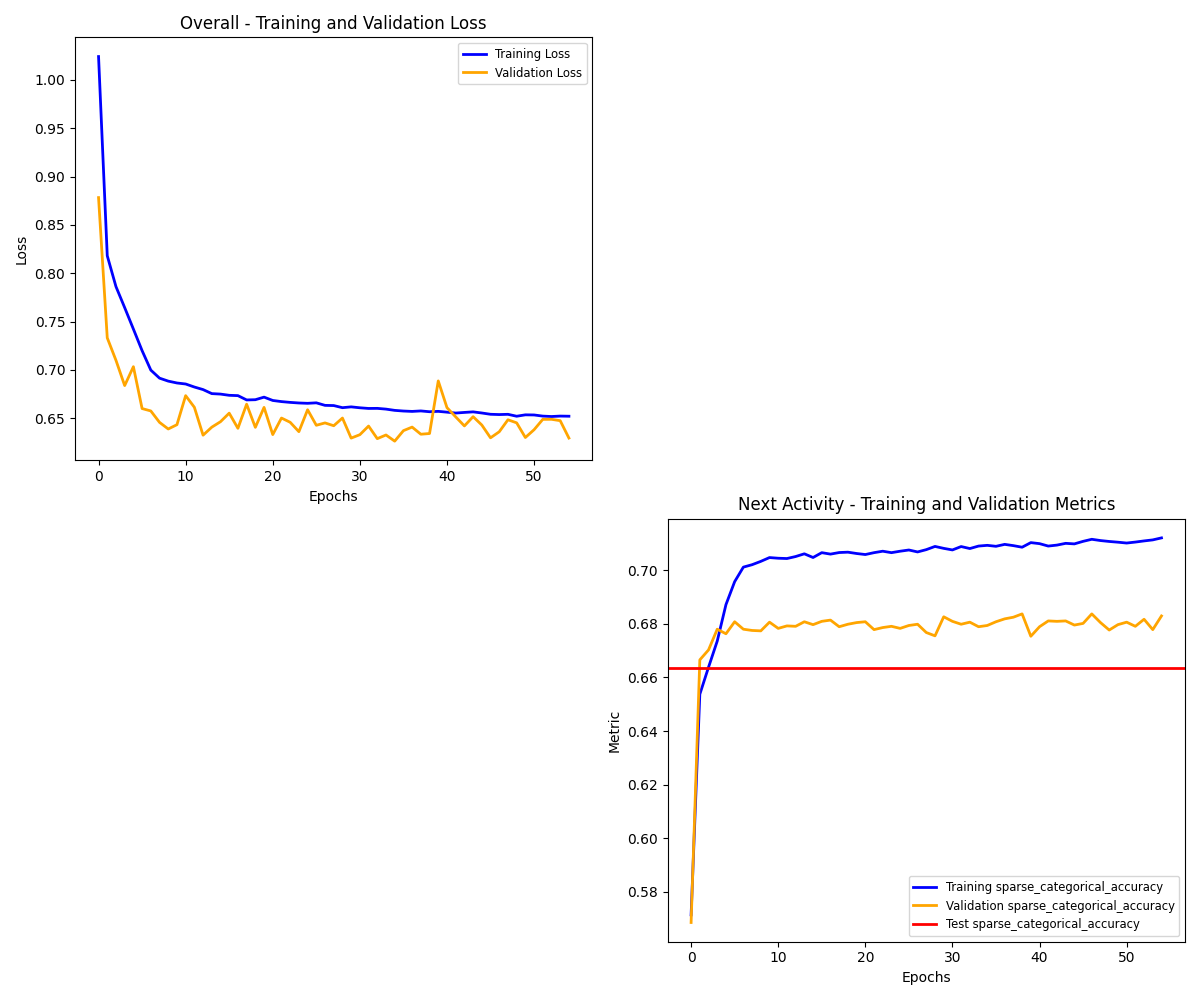 Overall - Training and Validation Loss
Training Loss
Validation Loss
1.00
0.95
0.90
0.85
0.80
0.75
0.70
0.65
Loss
0 10 20 30 40 50
Epochs
Next Activity - Training and Validation Metrics
0.70
0.68
0.66
0.64
0.62
0.60
0.58
Metric
Training sparse_categorical_accuracy
Validation sparse_categorical_accuracy
Test sparse_categorical_accuracy
0 10 20 30 40 50
Epochs